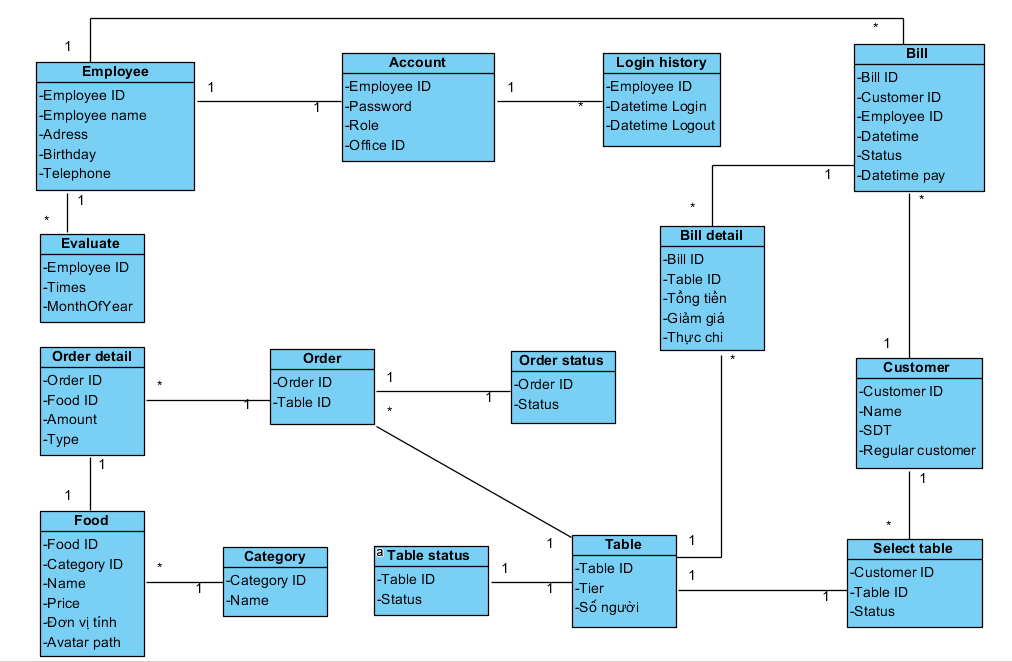 1
*
Employee
-Employee ID
-Employee name
-Adress
-Birthday
-Telephone
1
1
Account
-Employee ID
-Password
-Role
-Office ID
1
*
Login history
-Employee ID
-Datetime Login
-Datetime Logout
Bill
-Bill ID
-Customer ID
-Employee ID
-Datetime
-Status
-Datetime pay
1
*
1
*
*
1
Evaluate
-Employee ID
-Times
-MonthOfYear
Bill detail
-Bill ID
-Table ID
-Tổng tiền
-Giảm giá
-Thực chi
*
Order detail
-Order ID
-Food ID
-Amount
-Type
*
1
Order
-Order ID
-Table ID
1
*
1
Order status
-Order ID
-Status
Customer
-Customer ID
-Name
-SDT
-Regular customer
1
1
1
*
Food
-Food ID
-Category ID
-Name
-Price
-Đơn vị tính
-Avatar path
*
1
Category
-Category ID
-Name
a
Table status
-Table ID
-Status
1
1
1
Table
-Table ID
-Tier
-Số người
1
1
1
Select table
-Customer ID
-Table ID
-Status